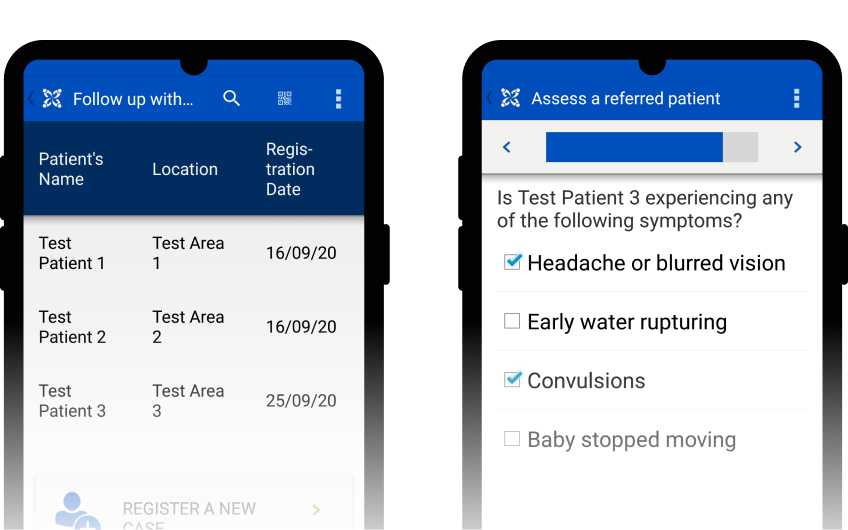 Follow up with...
Patient's
Name
Location
Regis-
tration
Date
Test
Patient 1
Test Area
1
16/09/20
Test
Patient 2
Test Area
2
16/09/20
Test
Patient 3
Test Area
3
25/09/20
REGISTER A NEW
CASE
Assess a referred patient
Is Test Patient 3 experiencing any
of the following symptoms?
Headache or blurred vision
Early water rupturing
Convulsions
Baby stopped moving